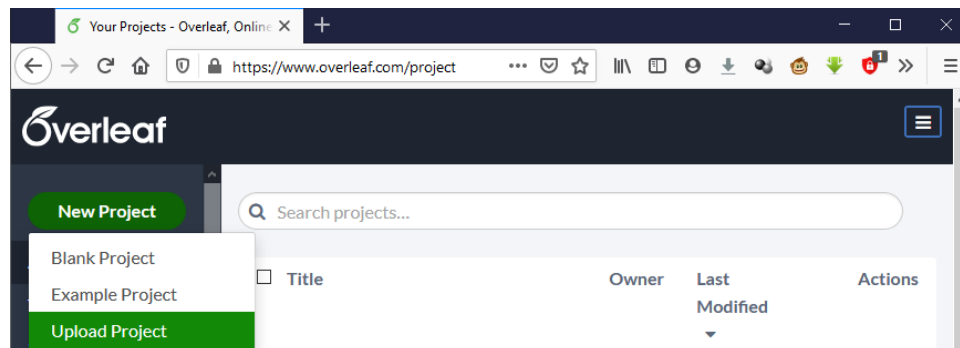 Your Projects - Overleaf, Online
https://www.overleaf.com/project
1
Overleaf
New Project
Search projects...
Blank Project
Title Owner Last Modified Actions
Example Project
Upload Project